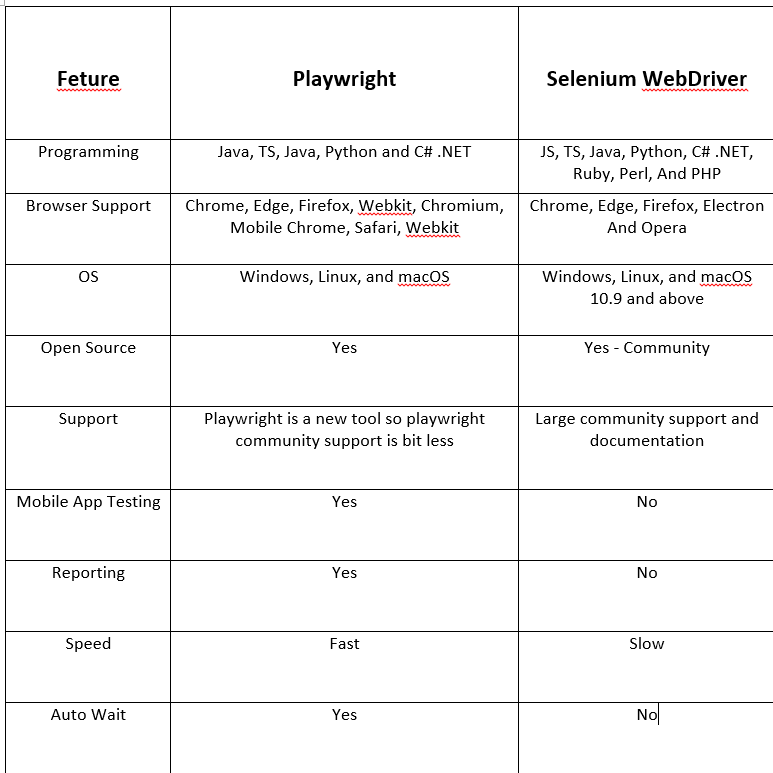 Feture Playwright Selenium WebDriver
Programming Java, TS, Java, Python and C# .NET JS, TS, Java, Python, C# .NET,
Ruby, Perl, And PHP
Browser Support Chrome, Edge, Firefox, Webkit, Chromium, Chrome, Edge, Firefox, Electron
Mobile Chrome, Safari, Webkit And Opera
OS Windows, Linux, and macOS Windows, Linux, and macOS
10.9 and above
Open Source Yes Yes - Community
Support Playwright is a new tool so playwright Large community support and
community support is bit less documentation
Mobile App Testing Yes No
Reporting Yes No
Speed Fast Slow
Auto Wait Yes No